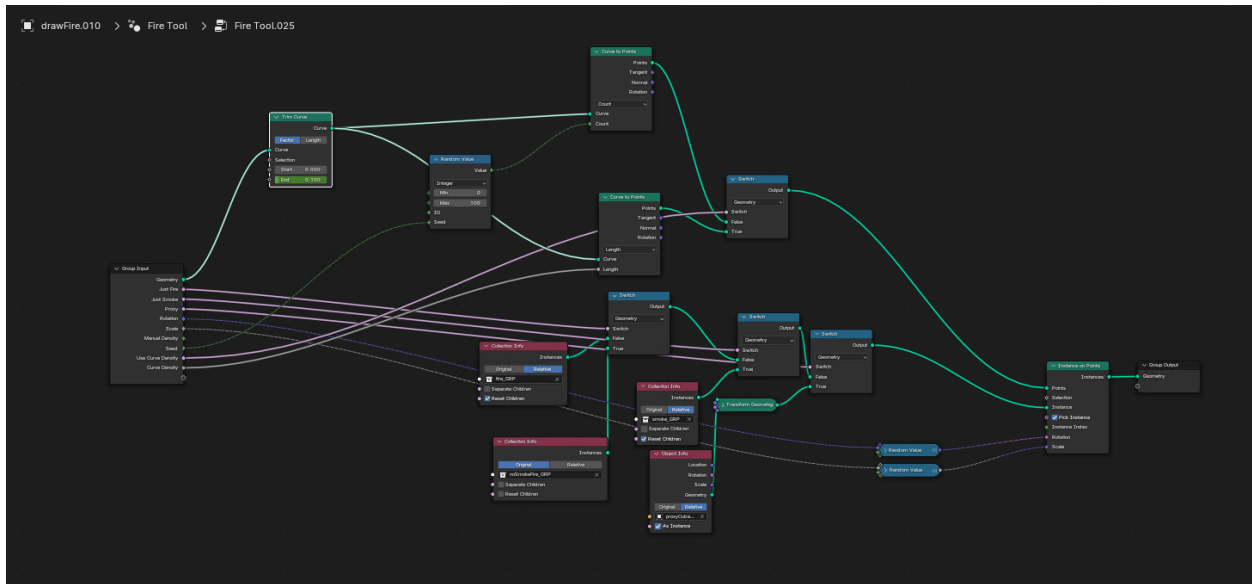 drawFire.010 > Fire Tool > Fire Tool.025
Curve to Points
Points
Tangent
Normal
Rotation
Count
Curve
Count
Trim Curve
Curve
Factor Length
Curve
Selection
Start 0.000
End 0.100
Random Value
Value
Integer
Min 0
Max 100
ID
Seed
Switch
Output
Geometry
Switch
False
True
Curve to Points
Points
Tangent
Normal
Rotation
Length
Curve
Length
Group Input
Geometry
Just Fire
Just Smoke
Proxy
Rotation
Scale
Manual Density
Seed
Use Curve Density
Curve Density
Switch
Output
Geometry
Switch
False
True
Collection Info
Instances
Original Relative
fire_GRP
Separate Children
Reset Children
Switch
Output
Geometry
Switch
False
True
Switch
Output
Geometry
Switch
False
True
Collection Info
Instances
Original Relative
smoke_GRP
Separate Children
Reset Children
Transform Geometry
Collection Info
Instances
Original Relative
noSmokeFire_GRP
Separate Children
Reset Children
Object Info
Location
Rotation
Scale
Geometry
Original Relative
proxyCube...
As Instance
Random Value
Random Value
Instance on Points
Instances
Points
Selection
Instance
Pick Instance
Instance Index
Rotation
Scale
Group Output
Geometry